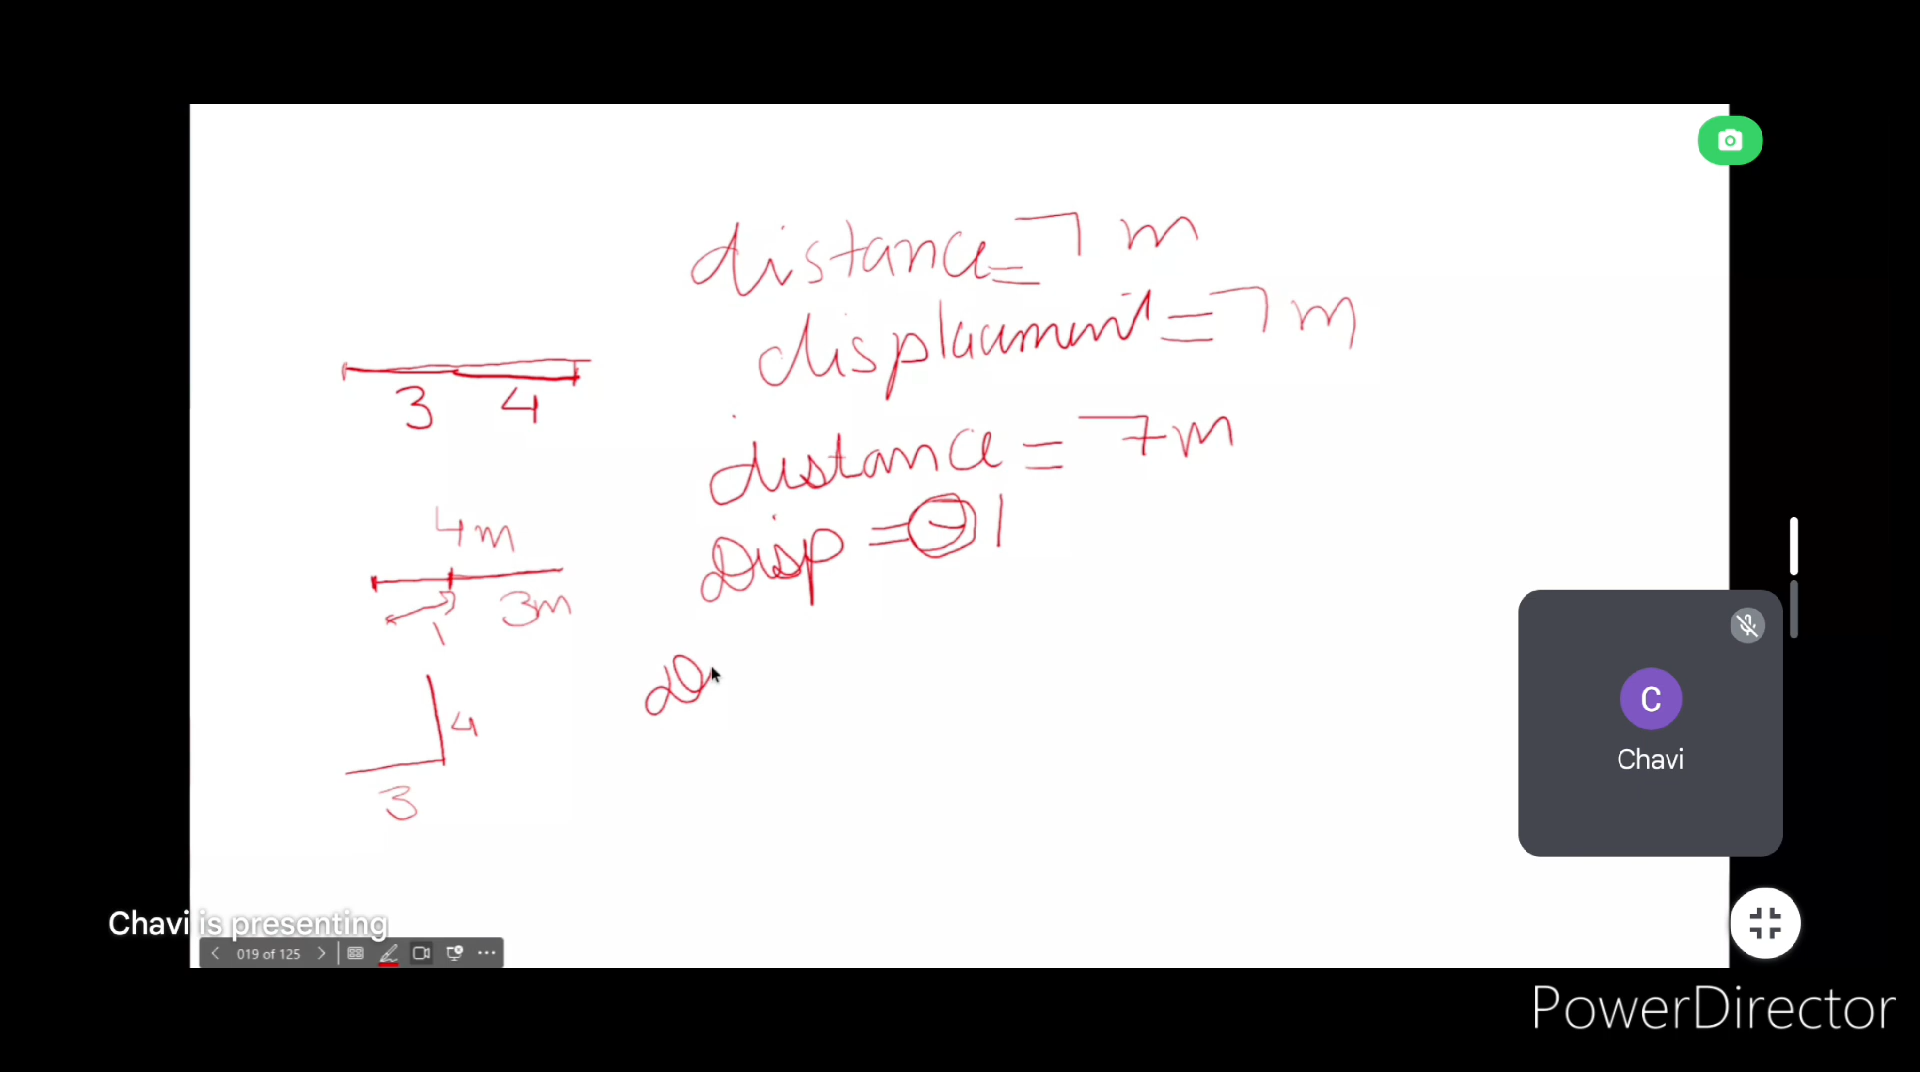 distance = 7 m
displacement = 7 m
3 4
distance = 7m
4m
Disp = - 1
3m
1
4
3
C
Chavi
Chavi is presenting
019 of 125
PowerDirector